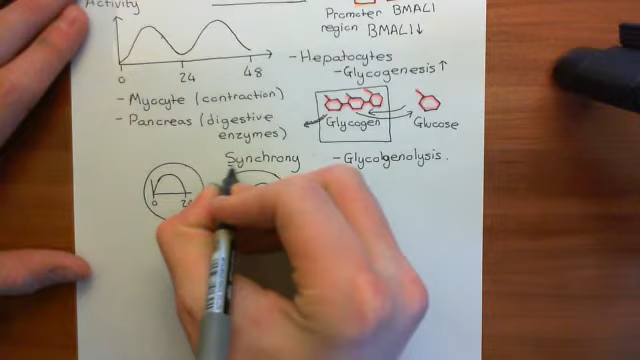 Activity
0 24 48
Promoter BMAL1
region BMAL1↓
- Hepatocytes
- Glycogenesis↑
- Myocyte (contraction)
- Pancreas (digestive
enzymes)
Glycogen Glucose
Synchrony
- Glycolgenolysis.
0